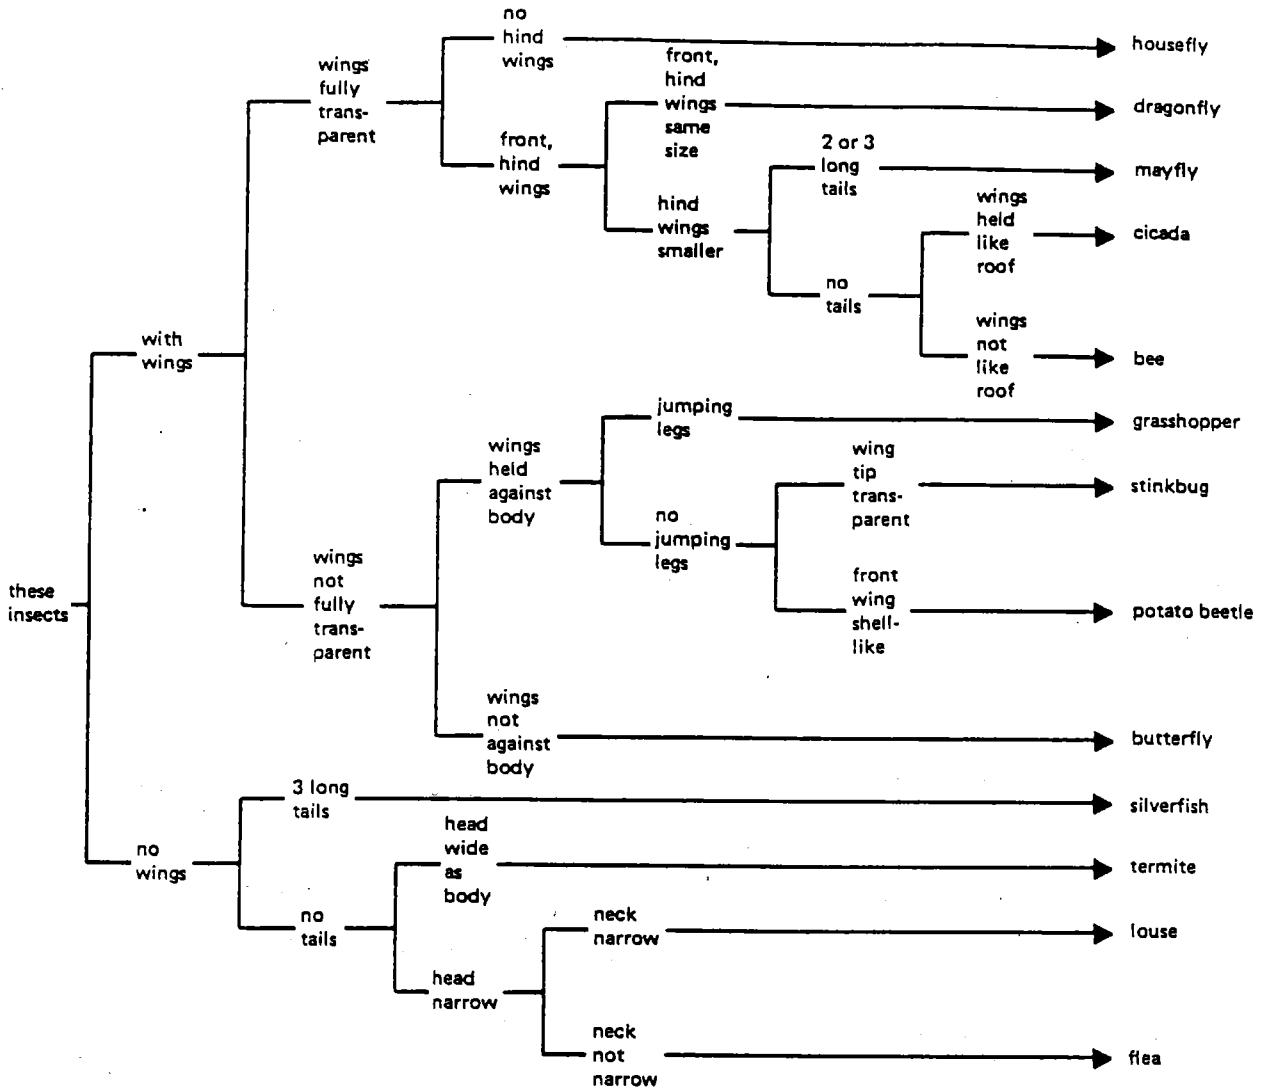 no
hind
wings
housefly
wings
fully
trans-
parent
front,
hind
wings
same
size
dragonfly
front,
hind
wings
2 or 3
long
tails
mayfly
hind
wings
smaller
wings
held
like
roof
cicada
no
tails
wings
not
like
roof
bee
with
wings
jumping
legs
grasshopper
wings
held
against
body
wing
tip
trans-
parent
stinkbug
no
jumping
legs
wings
not
fully
trans-
parent
front
wing
shell-
like
potato beetle
these
insects
wings
not
against
body
butterfly
3 long
tails
silverfish
no
wings
head
wide
as
body
termite
no
tails
neck
narrow
louse
head
narrow
neck
not
narrow
flea